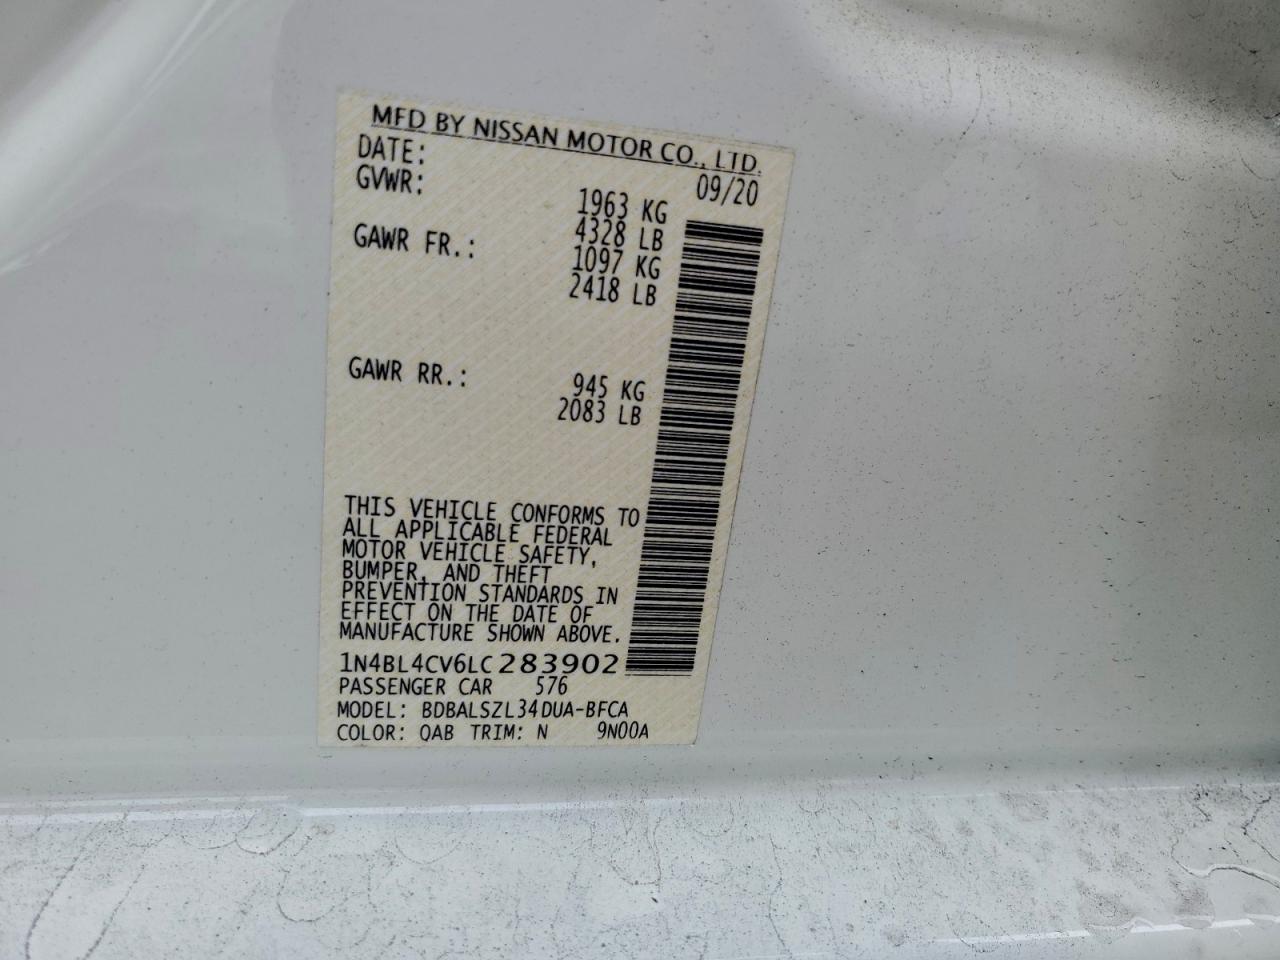 MFD BY NISSAN MOTOR CO., LTD.
DATE: 09/20
GVWR: 1963 KG
4328 LB
GAWR FR.: 1097 KG
2418 LB
GAWR RR.: 945 KG
2083 LB
THIS VEHICLE CONFORMS TO
ALL APPLICABLE FEDERAL
MOTOR VEHICLE SAFETY,
BUMPER, AND THEFT
PREVENTION STANDARDS IN
EFFECT ON THE DATE OF
MANUFACTURE SHOWN ABOVE.
1N4BL4CV6LC283902
PASSENGER CAR 576
MODEL: BDBALSZL34DUA-BFCA
COLOR: QAB TRIM: N 9N00A